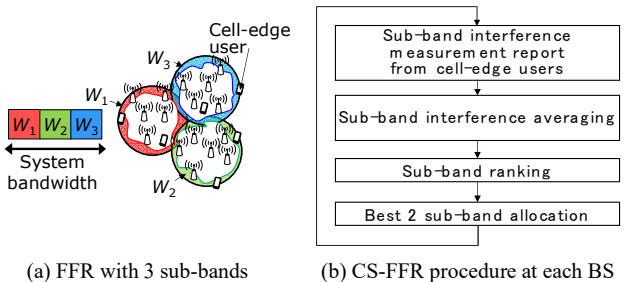 Cell-edge
user
W3
W1
W1 W2 W3
System
bandwidth
W2
(a) FFR with 3 sub-bands
Sub-band interference
measurement report
from cell-edge users
Sub-band interference averaging
Sub-band ranking
Best 2 sub-band allocation
(b) CS-FFR procedure at each BS